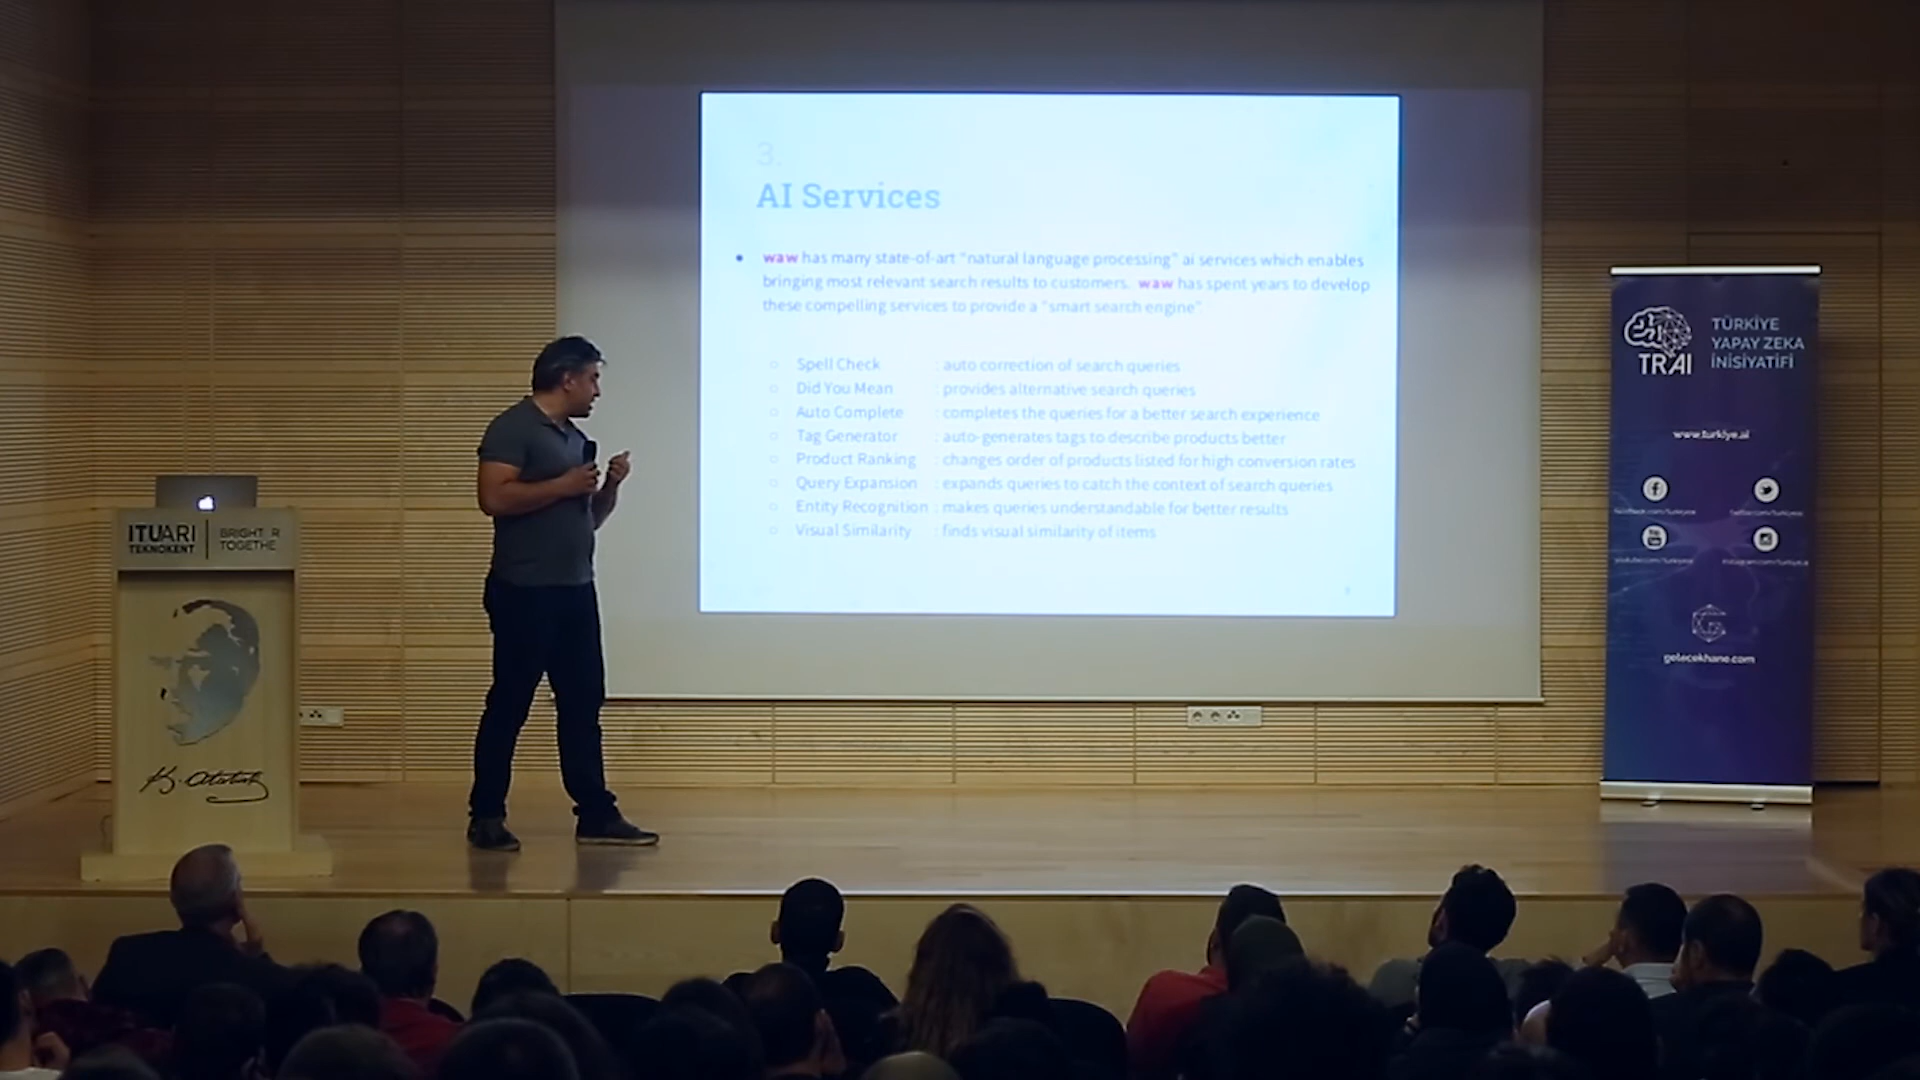 3.
AI Services
waw has many state-of-art "natural language processing" ai services which enables
bringing most relevant search results to customers. waw has spent years to develop
these compelling services to provide a "smart search engine"
Spell Check : auto correction of search queries
Did You Mean : provides alternative search queries
Auto Complete : completes the queries for a better search experience
Tag Generator : auto-generates tags to describe products better
Product Ranking : changes order of products listed for high conversion rates
Query Expansion : expands queries to catch the context of search queries
Entity Recognition : makes queries understandable for better results
Visual Similarity : finds visual similarity of items
ITUARI
TEKNOKENT
BRIGHT R
TOGETHE
K. Atatürk
TRAI
TÜRKİYE
YAPAY ZEKA
İNİSİYATİFİ
www.turkiye.ai
gelecekhane.com